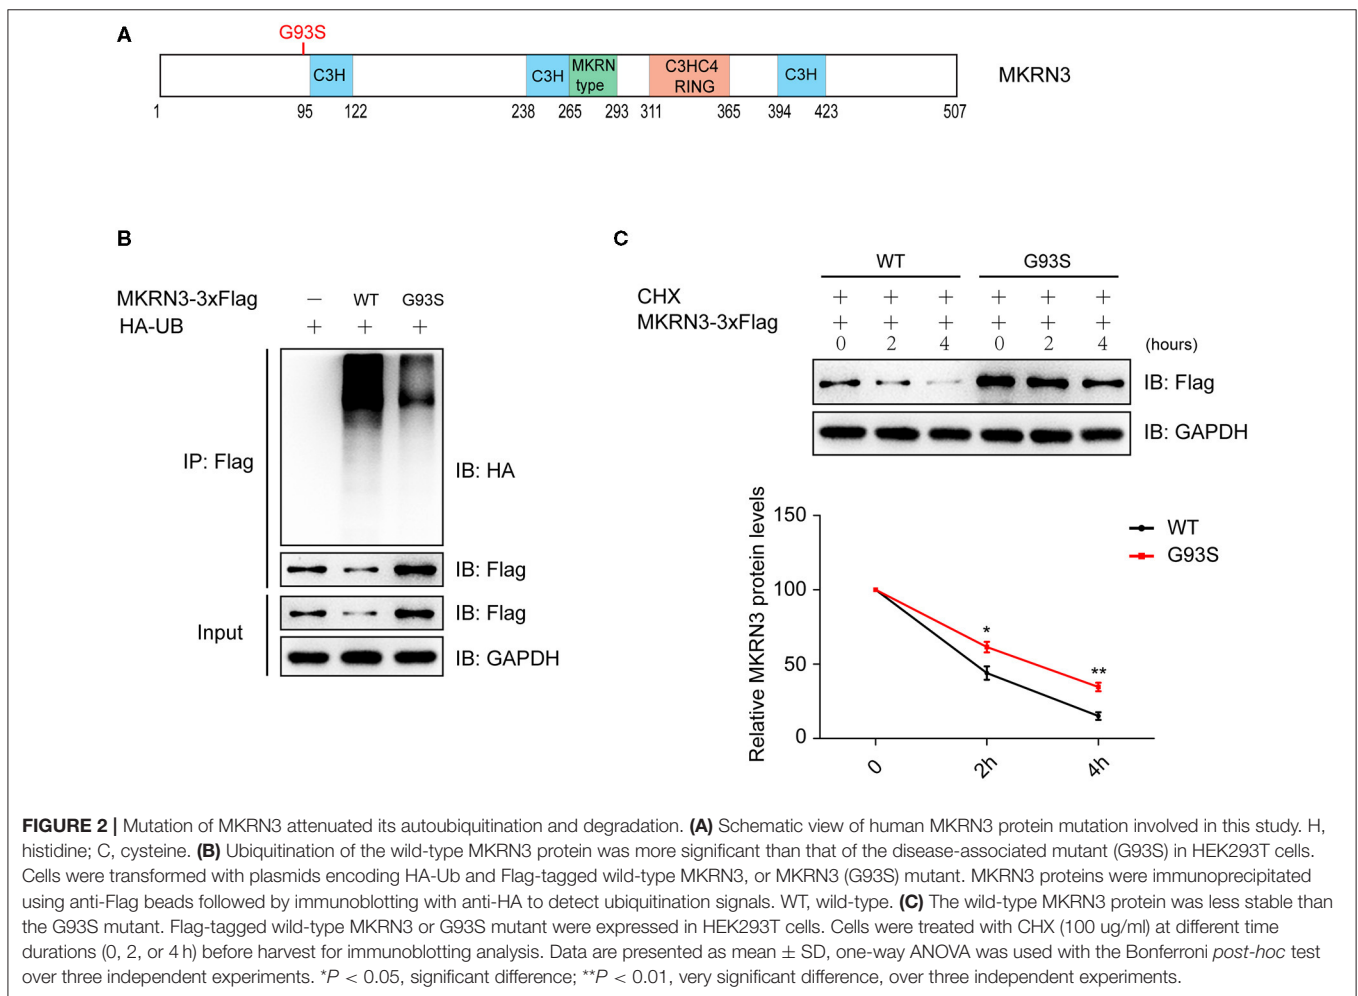 A
G93S
C3H
C3H
MKRN
type
C3HC4
RING
C3H
MKRN3
1 95 122 238 265 293 311 365 394 423 507
B
MKRN3-3xFlag – WT G93S
HA-UB + + +
IP: Flag
IB: HA
IB: Flag
Input
IB: Flag
IB: GAPDH
C
WT G93S
CHX + + + + + +
MKRN3-3xFlag + + + + + +
0 2 4 0 2 4 (hours)
IB: Flag
IB: GAPDH
Relative MKRN3 protein levels
150
100
50
0
WT
G93S
*
**
0 2h 4h
FIGURE 2 | Mutation of MKRN3 attenuated its autoubiquitination and degradation. (A) Schematic view of human MKRN3 protein mutation involved in this study. H,
histidine; C, cysteine. (B) Ubiquitination of the wild-type MKRN3 protein was more significant than that of the disease-associated mutant (G93S) in HEK293T cells.
Cells were transformed with plasmids encoding HA-Ub and Flag-tagged wild-type MKRN3, or MKRN3 (G93S) mutant. MKRN3 proteins were immunoprecipitated
using anti-Flag beads followed by immunoblotting with anti-HA to detect ubiquitination signals. WT, wild-type. (C) The wild-type MKRN3 protein was less stable than
the G93S mutant. Flag-tagged wild-type MKRN3 or G93S mutant were expressed in HEK293T cells. Cells were treated with CHX (100 ug/ml) at different time
durations (0, 2, or 4 h) before harvest for immunoblotting analysis. Data are presented as mean ± SD, one-way ANOVA was used with the Bonferroni post-hoc test
over three independent experiments. *P < 0.05, significant difference; **P < 0.01, very significant difference, over three independent experiments.